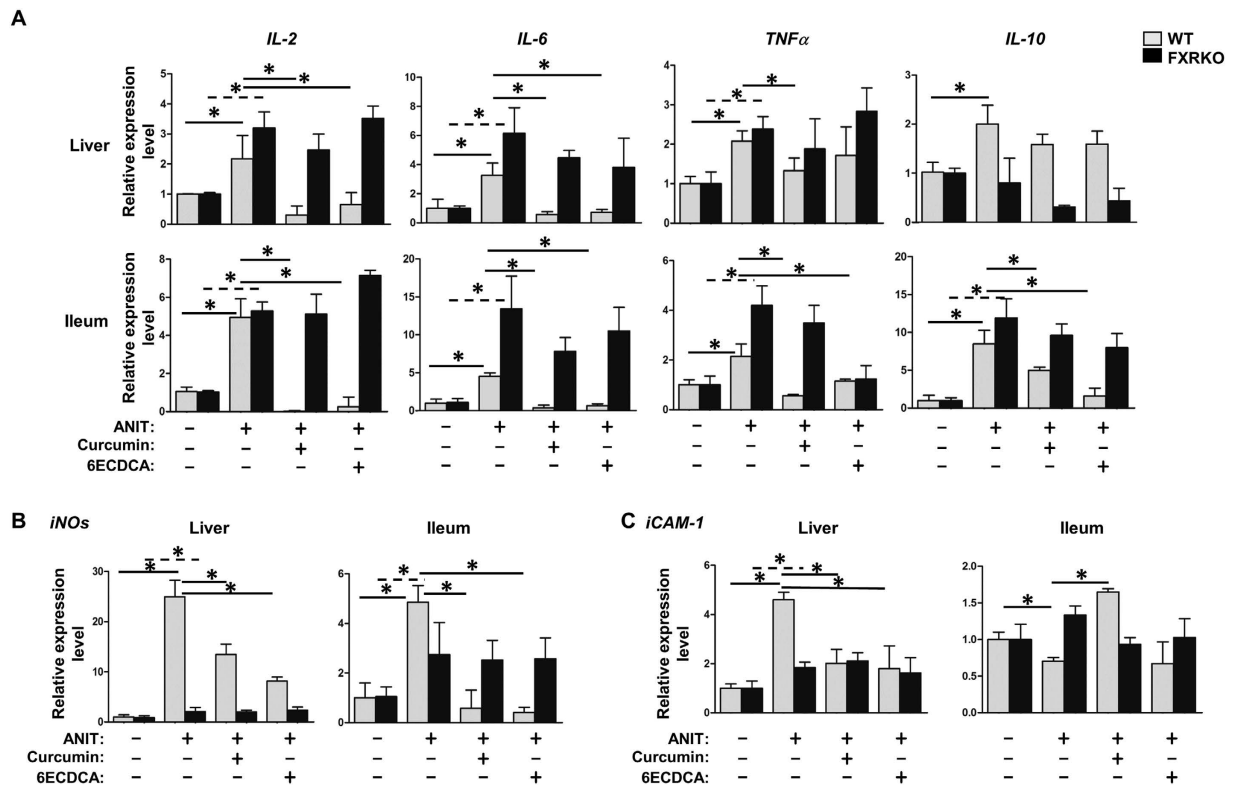 A
IL-2 IL-6 TNFα IL-10
WT
FXRKO
Liver
Relative expression level
5
4
3
2
1
0
* * * *
10
8
6
4
2
0
* * * *
4
3
2
1
0
* * *
3
2
1
0
*
Ileum
Relative expression level
8
6
4
2
0
* * * *
20
15
10
5
0
* * * *
6
4
2
0
* * * *
20
15
10
5
0
* * * *
ANIT: − + + + − + + + − + + + − + + +
Curcumin: − − + − − − + − − − + − − − + −
6ECDCA: − − − + − − − + − − − + − − − +
B iNOs
Liver Ileum
Relative expression level
30
20
10
0
* * * *
6
4
2
0
* * * *
ANIT: − + + + − + + +
Curcumin: − − + − − − + −
6ECDCA: − − − + − − − +
C iCAM-1
Liver Ileum
Relative expression level
6
4
2
0
* * * *
2.0
1.5
1.0
0.5
0.0
* *
ANIT: − + + + − + + +
Curcumin: − − + − − − + −
6ECDCA: − − − + − − − +